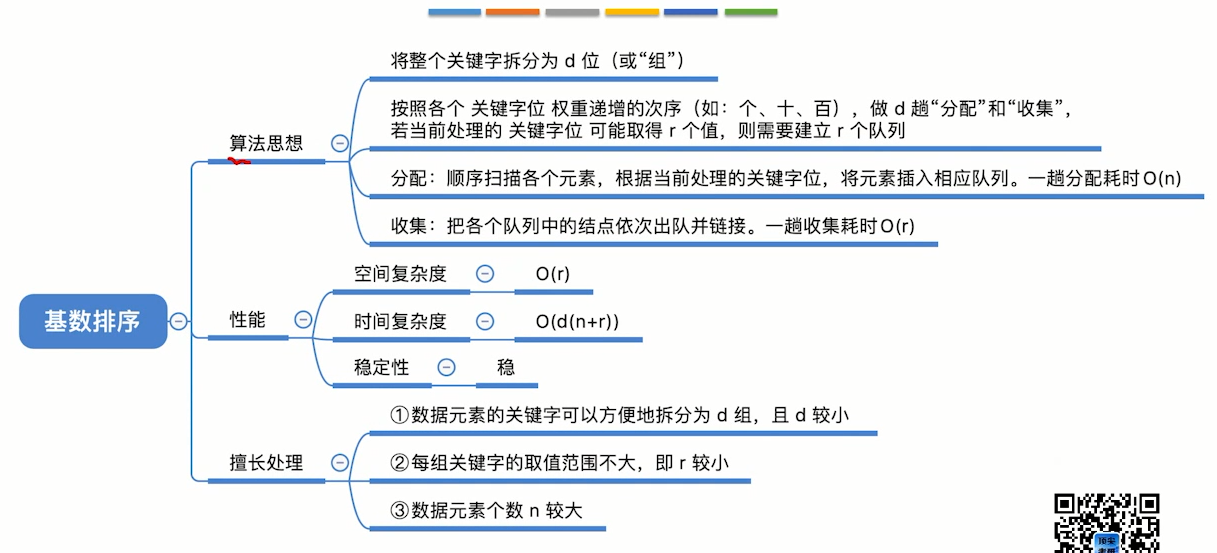 将整个关键字拆分为 d 位（或“组”）
按照各个 关键字位 权重递增的次序（如：个、十、百），做 d 趟“分配”和“收集”，
若当前处理的 关键字位 可能取得 r 个值，则需要建立 r 个队列
算法思想
分配：顺序扫描各个元素，根据当前处理的关键字位，将元素插入相应队列。一趟分配耗时O(n)
收集：把各个队列中的结点依次出队并链接。一趟收集耗时O(r)
基数排序
空间复杂度
O(r)
性能
时间复杂度
O(d(n+r))
稳定性
稳
①数据元素的关键字可以方便地拆分为 d 组，且 d 较小
擅长处理
②每组关键字的取值范围不大，即 r 较小
③数据元素个数 n 较大